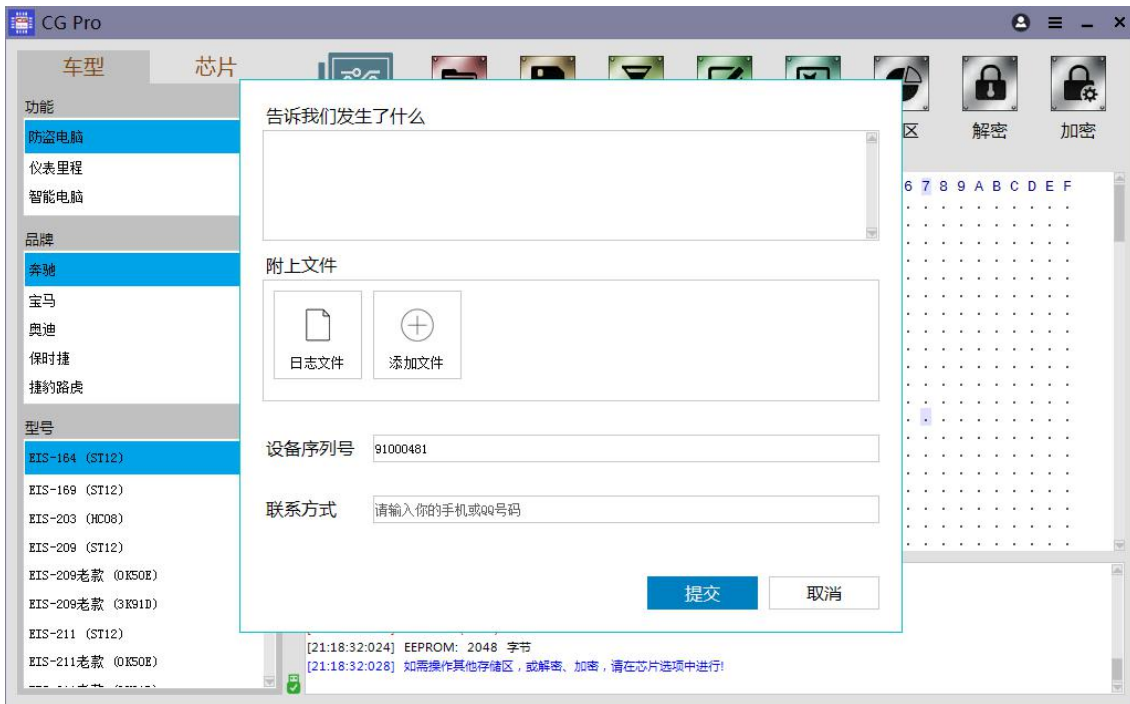 CG Pro
车型 芯片
功能
防盗电脑
仪表里程
智能电脑
品牌
奔驰
宝马
奥迪
保时捷
捷豹路虎
型号
EIS-164 (ST12)
EIS-169 (ST12)
EIS-203 (HC08)
EIS-209 (ST12)
EIS-209老款 (0K50E)
EIS-209老款 (3K91D)
EIS-211 (ST12)
EIS-211老款 (0K50E)
区 解密 加密
6 7 8 9 A B C D E F
告诉我们发生了什么
附上文件
日志文件 添加文件
设备序列号 91000481
联系方式 请输入你的手机或QQ号码
提交 取消
[21:18:32:024] EEPROM: 2048 字节
[21:18:32:028] 如需操作其他存储区，或解密、加密，请在芯片选项中进行!